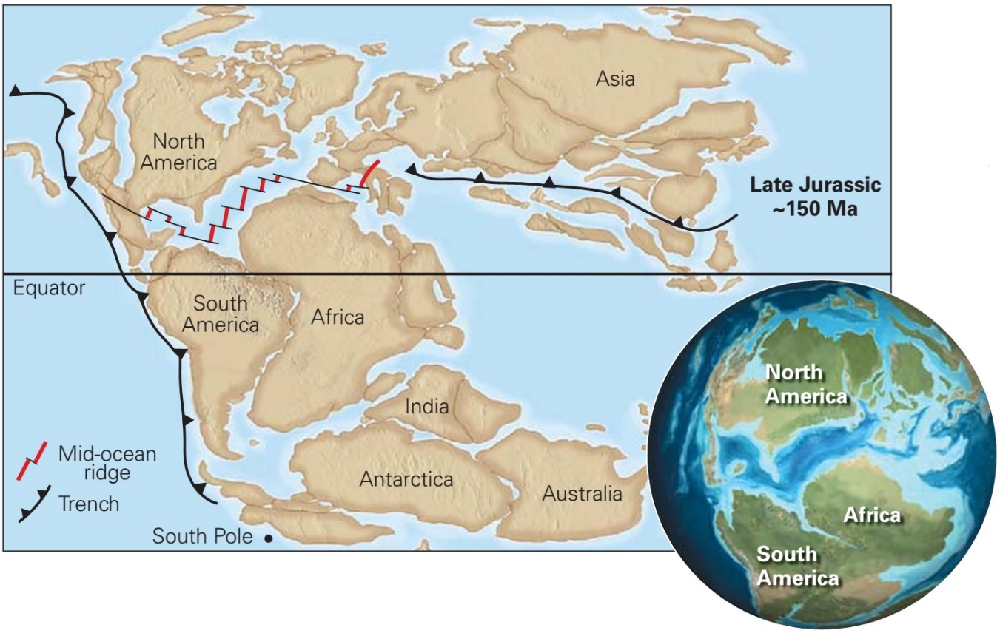 Asia
North
America
Late Jurassic
~150 Ma
Equator
South
America
Africa
India
Mid-ocean
ridge
Trench
Antarctica
Australia
South Pole
North
America
Africa
South
America